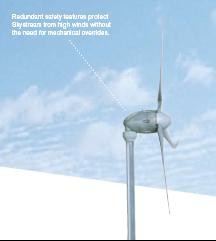 Redundant safety features protect
Skystream from high winds without
the need for mechanical overrides.